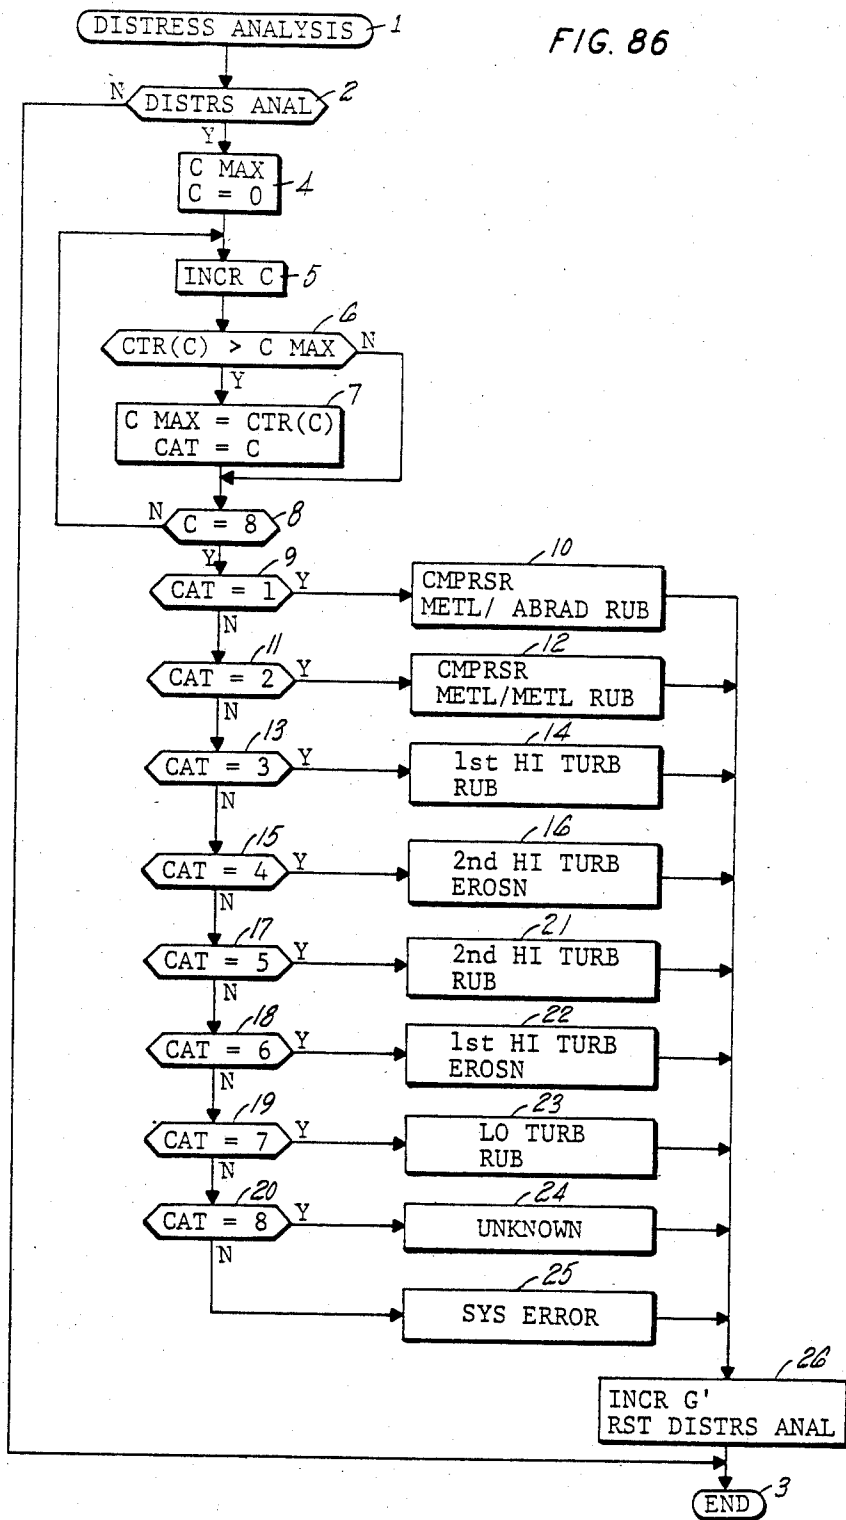 DISTRESS ANALYSIS 1
FIG. 86
N DISTRS ANAL 2
Y
C MAX
C = 0 4
INCR C 5
6
CTR(C) > C MAX N
Y
7
C MAX = CTR(C)
CAT = C
N C = 8 8
Y
9
CAT = 1 Y
N
10
CMPRSR
METL/ ABRAD RUB
11
CAT = 2 Y
N
12
CMPRSR
METL/METL RUB
13
CAT = 3 Y
N
14
1st HI TURB
RUB
15
CAT = 4 Y
N
16
2nd HI TURB
EROSN
17
CAT = 5 Y
N
21
2nd HI TURB
RUB
18
CAT = 6 Y
N
22
1st HI TURB
EROSN
19
CAT = 7 Y
N
23
LO TURB
RUB
20
CAT = 8 Y
N
24
UNKNOWN
25
SYS ERROR
26
INCR G'
RST DISTRS ANAL
END 3